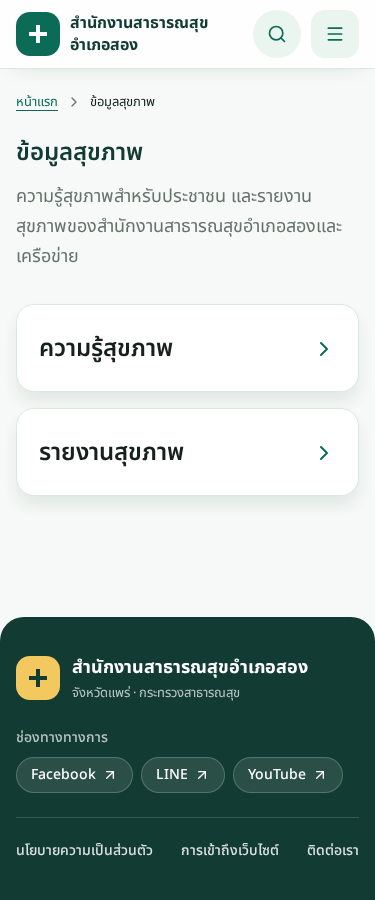 สำนักงานสาธารณสุข
อำเภอสอง
หน้าแรก
ข้อมูลสุขภาพ
ข้อมูลสุขภาพ
ความรู้สุขภาพสำหรับประชาชน และรายงาน
สุขภาพของสำนักงานสาธารณสุขอำเภอสองและ
เครือข่าย
ความรู้สุขภาพ
รายงานสุขภาพ
สำนักงานสาธารณสุขอำเภอสอง
จังหวัดแพร่ · กระทรวงสาธารณสุข
ช่องทางทางการ
Facebook
LINE
YouTube
นโยบายความเป็นส่วนตัว
การเข้าถึงเว็บไซต์
ติดต่อเรา